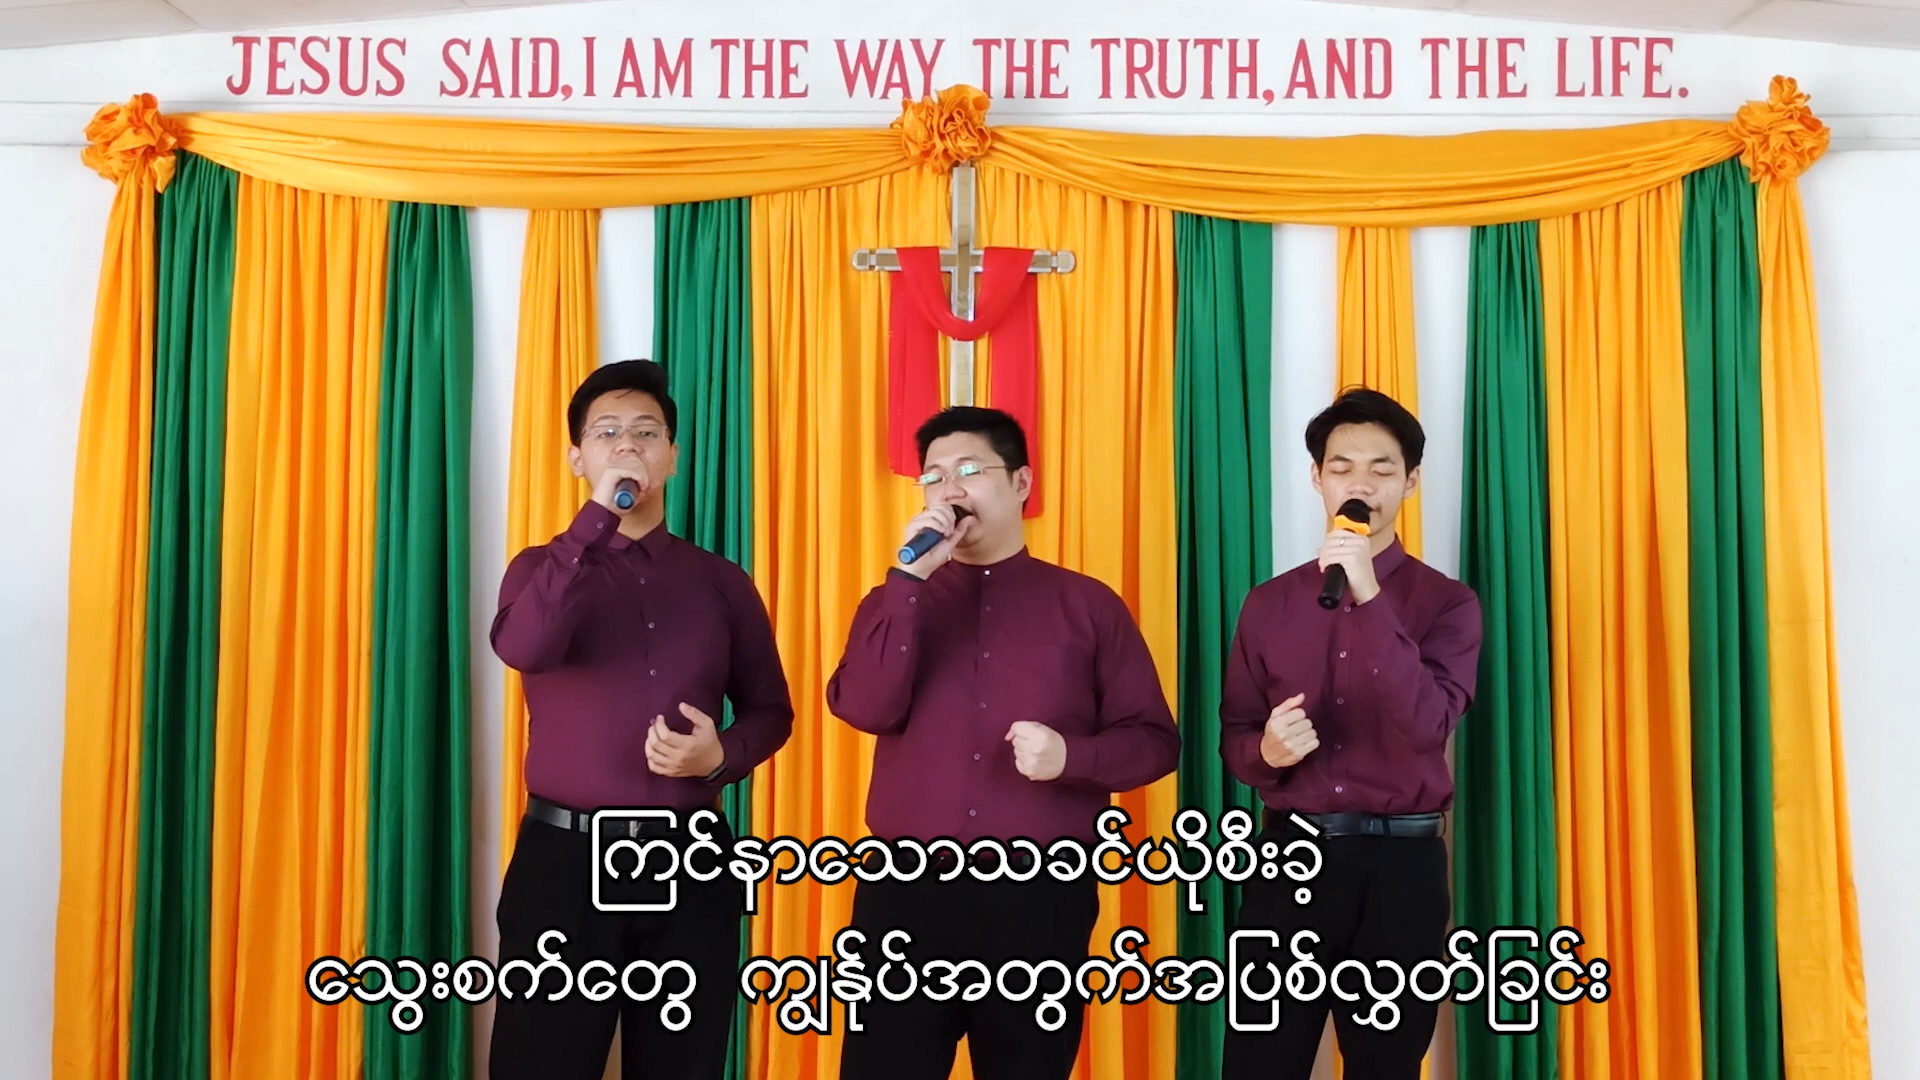 JESUS SAID, I AM THE WAY, THE TRUTH, AND THE LIFE.
ကြင်နာသောသခင်ယိုစီးခဲ့
သွေးစက်တွေ ကျွန်ုပ်အတွက်အပြစ်လွှတ်ခြင်း